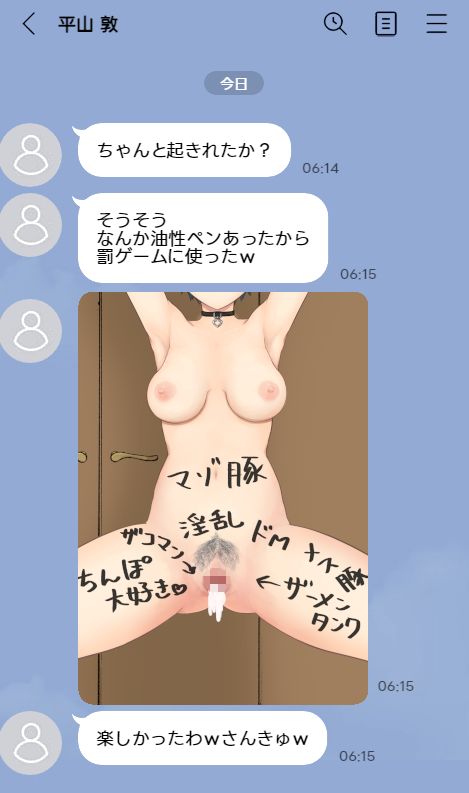 平山 敦
今日
ちゃんと起きれたか？
06:14
そうそう
なんか油性ペンあったから
罰ゲームに使ったw
06:15
マゾ豚
淫乱
ドM
ザコマン
メス豚
ちんぽ
大好き♡
ザーメン
タンク
06:15
楽しかったわwさんきゅw
06:15